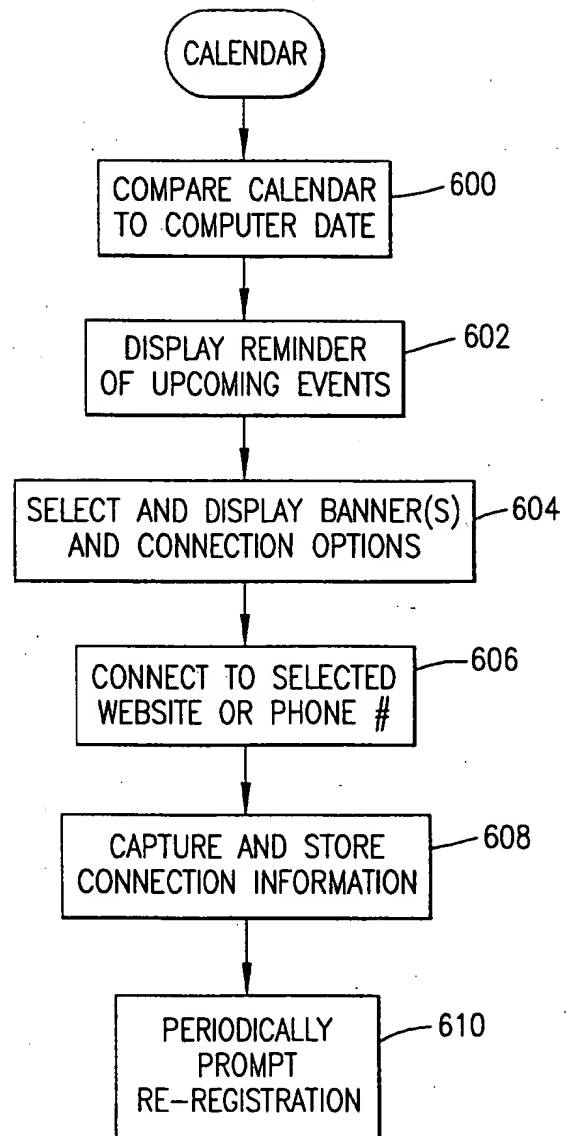 CALENDAR
COMPARE CALENDAR
TO COMPUTER DATE
600
DISPLAY REMINDER
OF UPCOMING EVENTS
602
SELECT AND DISPLAY BANNER(S)
AND CONNECTION OPTIONS
604
CONNECT TO SELECTED
WEBSITE OR PHONE #
606
CAPTURE AND STORE
CONNECTION INFORMATION
608
PERIODICALLY
PROMPT
RE-REGISTRATION
610